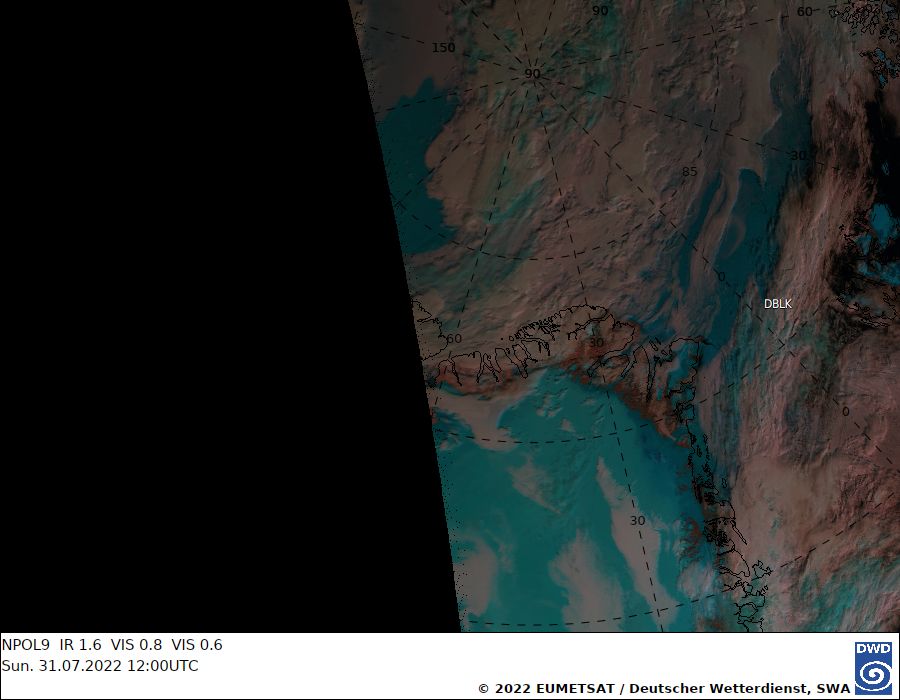 90
60
150
90
30
85
0
DBLK
60
30
0
30
NPOL9 IR 1.6 VIS 0.8 VIS 0.6
Sun. 31.07.2022 12:00UTC
DWD
© 2022 EUMETSAT / Deutscher Wetterdienst, SWA